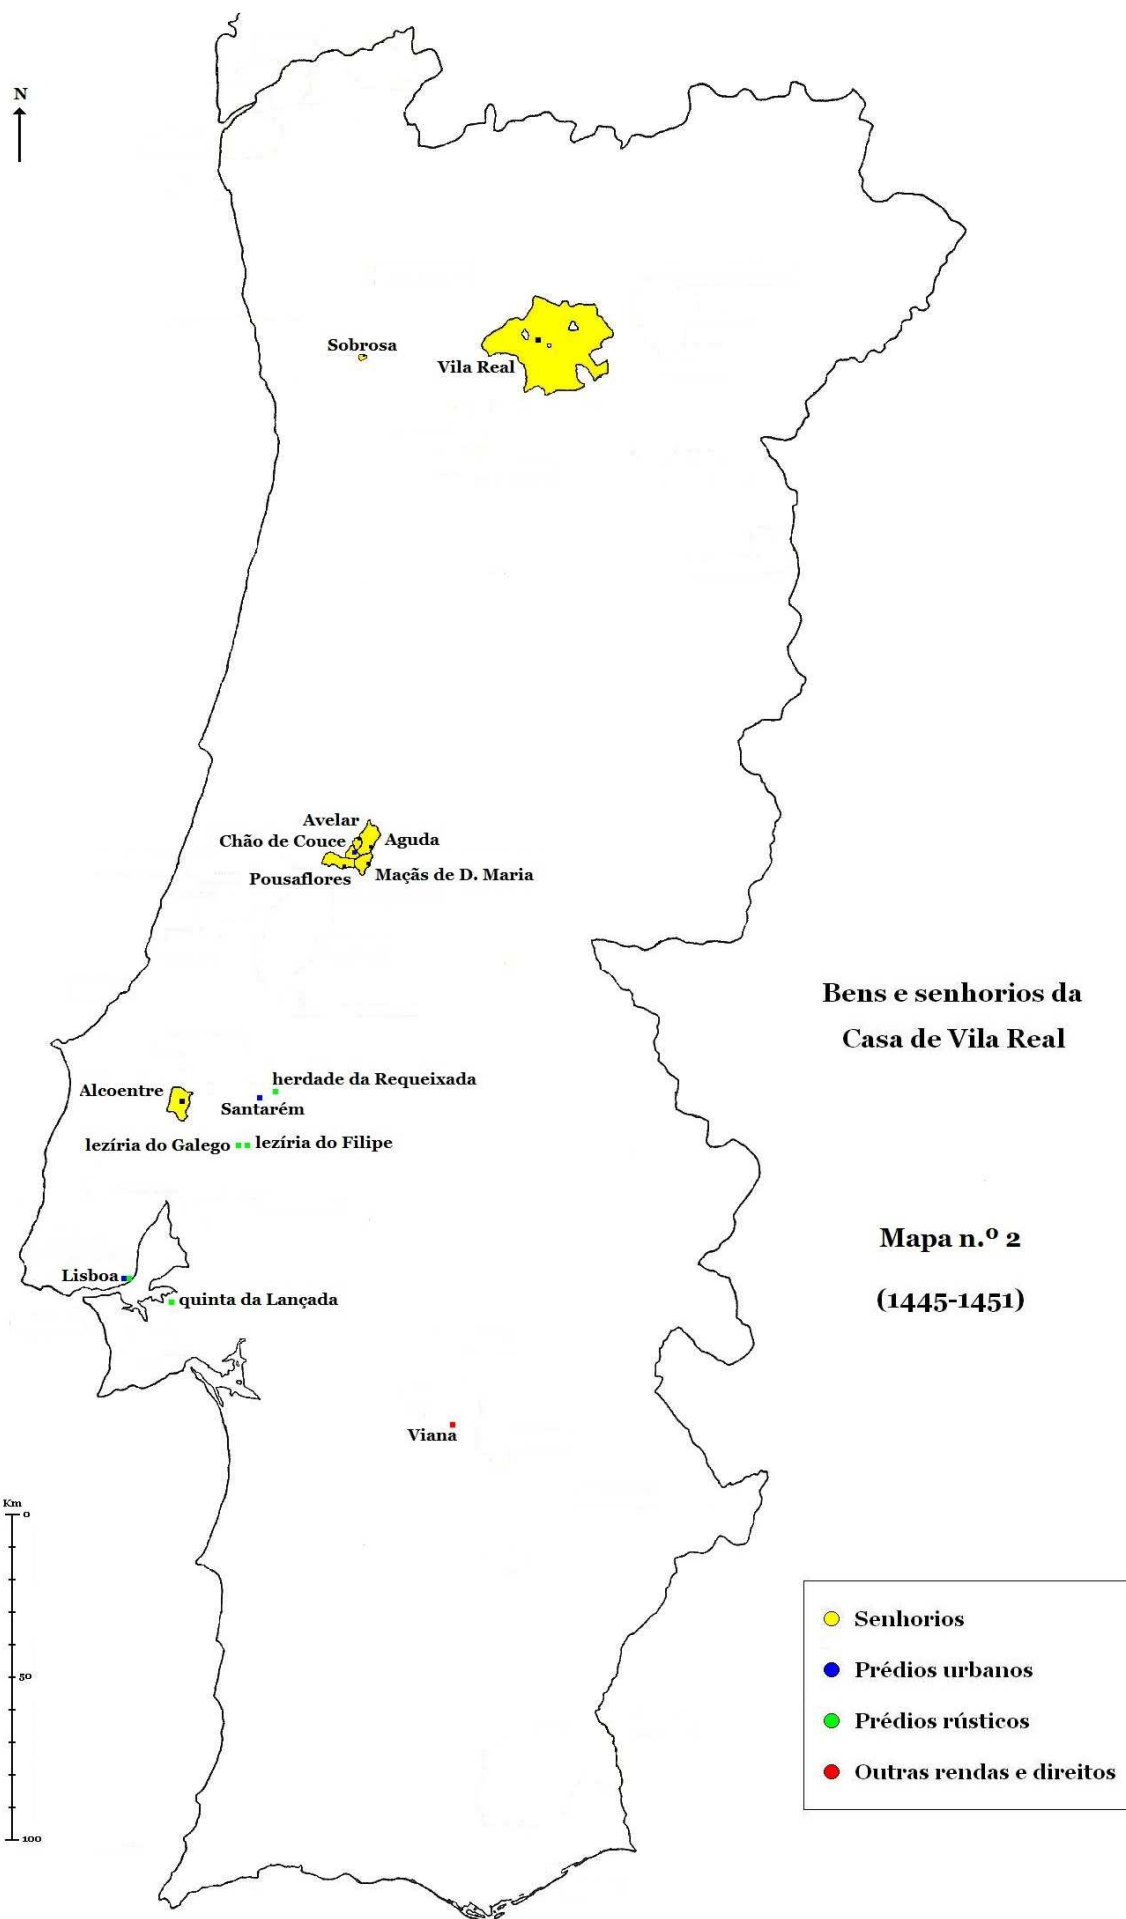 N
Sobrosa
Vila Real
Avelar
Chão de Couce
Aguda
Pousaflores
Maçãs de D. Maria
Bens e senhorios da
Casa de Vila Real
herdade da Requeixada
Alcoentre
Santarém
lezíria do Galego
lezíria do Filipe
Mapa n.º 2
(1445-1451)
Lisboa
quinta da Lançada
Viana
Km
0
50
100
Senhorios
Prédios urbanos
Prédios rústicos
Outras rendas e direitos